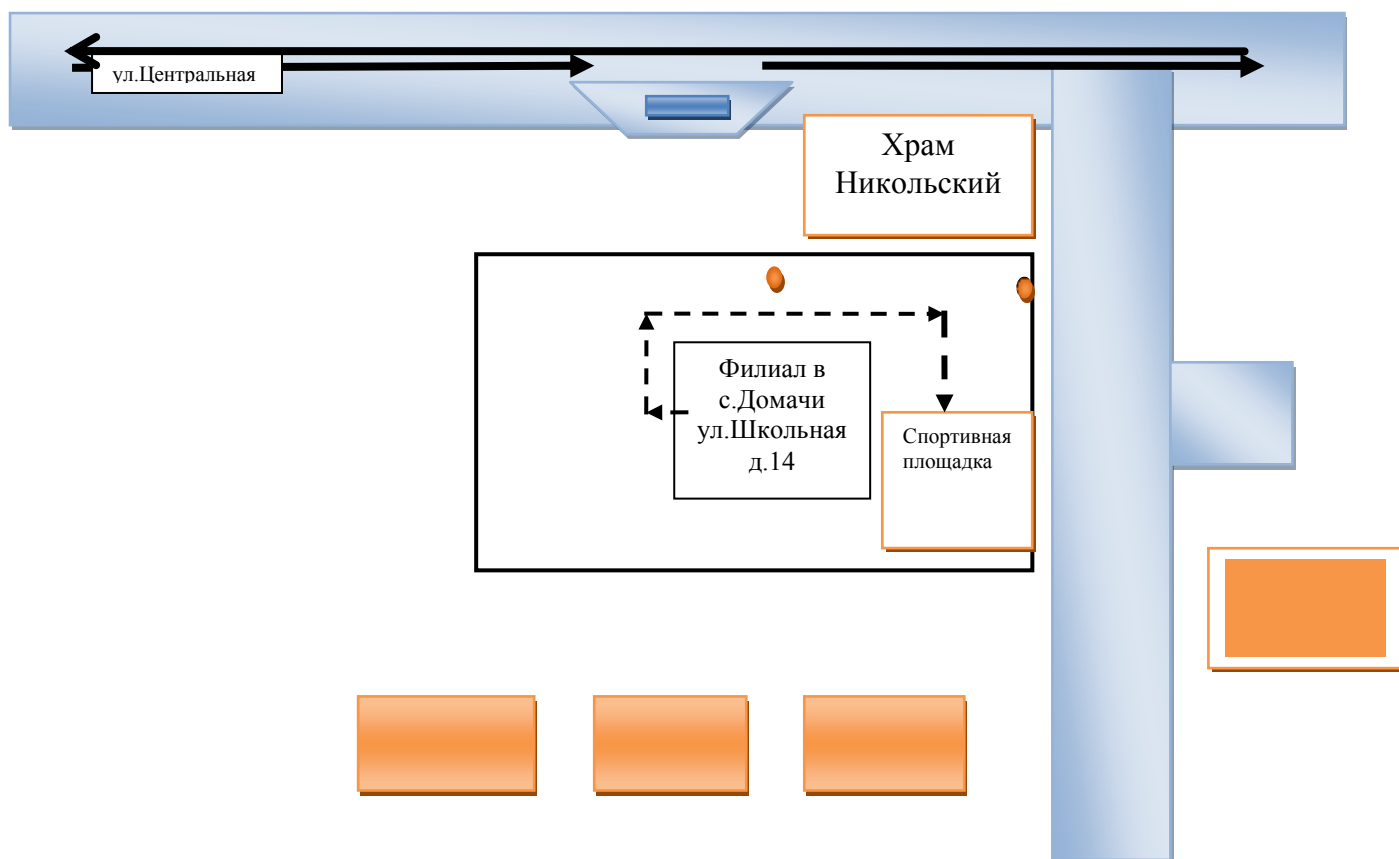 ул.Центральная
Храм
Никольский
Филиал в
с.Домачи
ул.Школьная
д.14
Спортивная
площадка